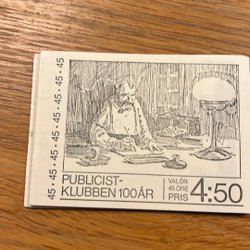 45 • 45 • 45 • 45 • 45 • 45 • 45
PUBLICIST-
KLUBBEN 100 ÅR
VALÖR
45 ÖRE
PRIS
4:50